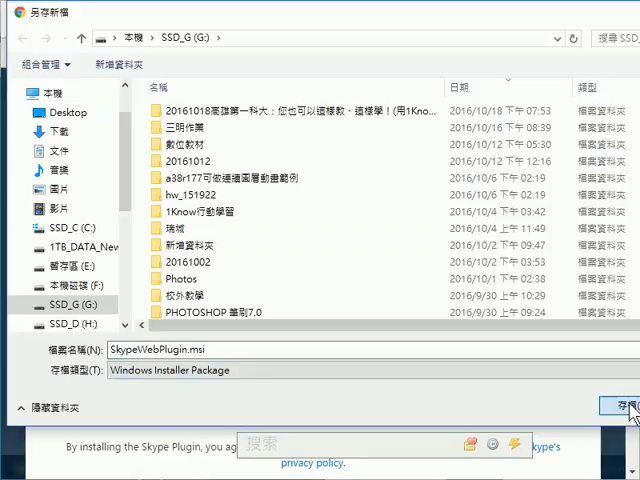 另存新檔
本機 › SSD_G (G:) ›
搜尋 SSD_
組合管理 ▾ 新增資料夾
名稱 日期 類型
本機
Desktop
下載
文件
音樂
圖片
影片
SSD_C (C:)
1TB_DATA_New
暫存區 (E:)
本機磁碟 (F:)
SSD_G (G:)
SSD_D (H:)
20161018高雄第一科大：您也可以這樣教、這樣學！(用1Kno... 2016/10/18 下午 07:53 檔案資料夾
三明作業 2016/10/16 下午 08:39 檔案資料夾
數位教材 2016/10/12 下午 05:30 檔案資料夾
20161012 2016/10/12 下午 12:16 檔案資料夾
a38r177可做連續圖層動畫範例 2016/10/6 下午 02:19 檔案資料夾
hw_151922 2016/10/6 下午 02:19 檔案資料夾
1Know行動學習 2016/10/4 下午 03:42 檔案資料夾
瑞城 2016/10/4 上午 11:49 檔案資料夾
新增資料夾 2016/10/2 下午 09:47 檔案資料夾
20161002 2016/10/2 下午 03:53 檔案資料夾
Photos 2016/10/1 下午 02:38 檔案資料夾
校外教學 2016/9/30 上午 10:29 檔案資料夾
PHOTOSHOP 筆刷7.0 2016/9/30 上午 09:24 檔案資料夾
檔案名稱(N): SkypeWebPlugin.msi
存檔類型(T): Windows Installer Package
隱藏資料夾
存檔(
By installing the Skype Plugin, you ag
搜索
kype's
privacy policy.